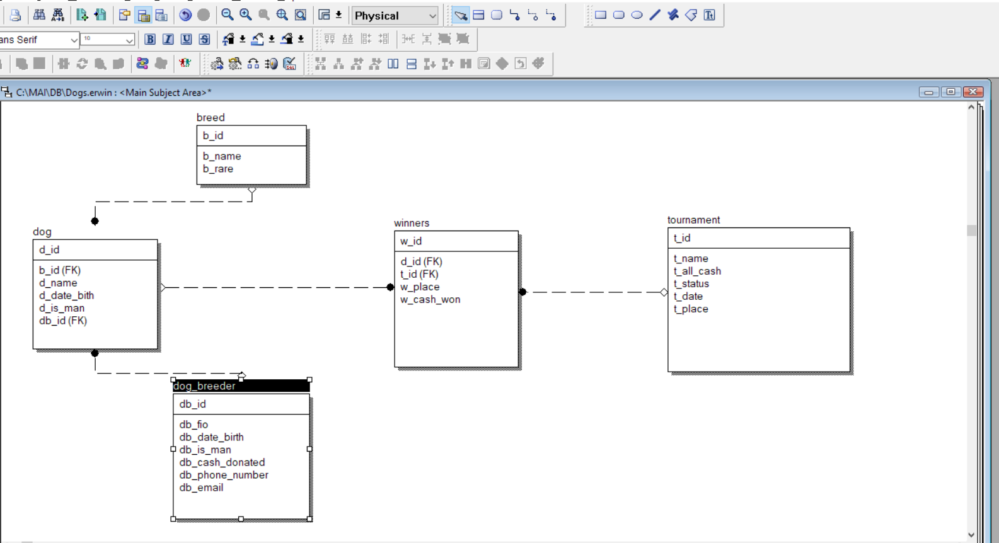 Physical
ans Serif
10
C:\MAI\DB\Dogs.erwin : <Main Subject Area>*
breed
b_id
b_name
b_rare
dog
d_id
b_id (FK)
d_name
d_date_bith
d_is_man
db_id (FK)
winners
w_id
d_id (FK)
t_id (FK)
w_place
w_cash_won
tournament
t_id
t_name
t_all_cash
t_status
t_date
t_place
dog_breeder
db_id
db_fio
db_date_birth
db_is_man
db_cash_donated
db_phone_number
db_email